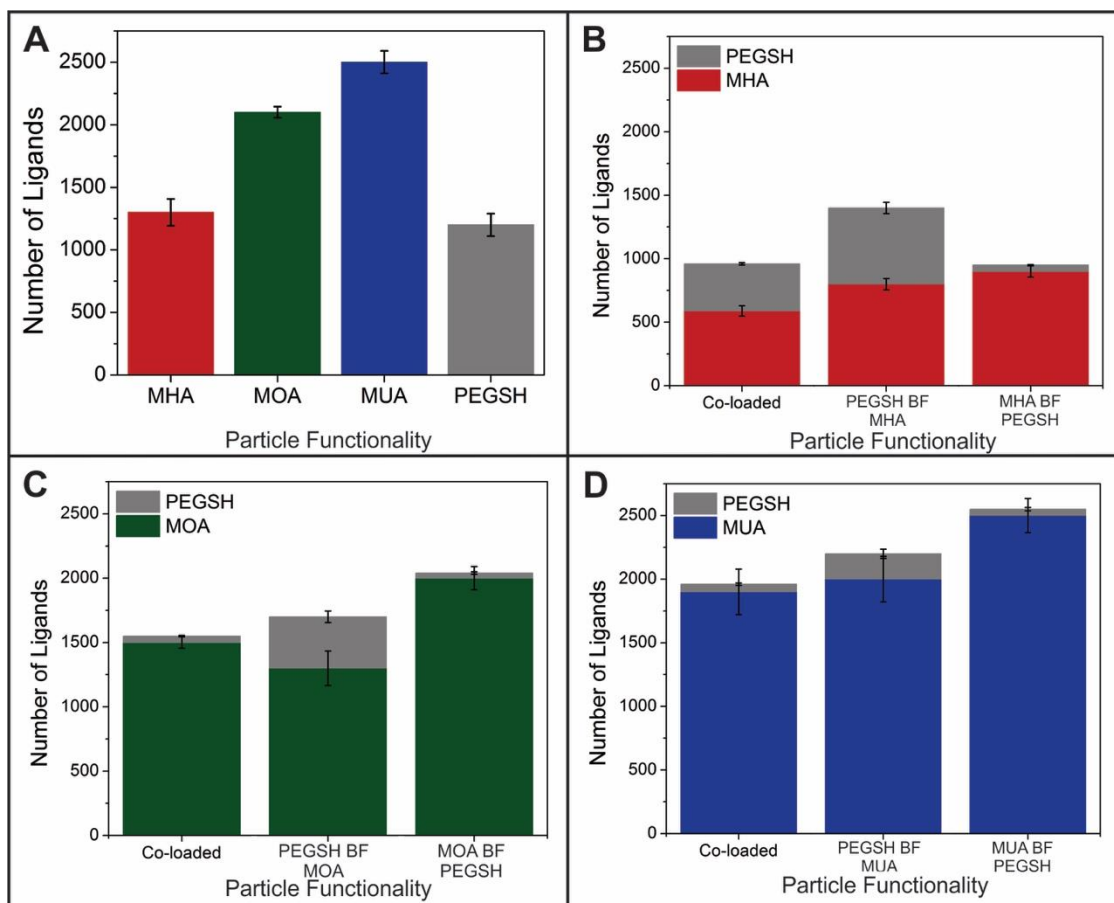 A
Number of Ligands
2500
2000
1500
1000
500
0
MHA MOA MUA PEGSH
Particle Functionality
B
PEGSH
MHA
Number of Ligands
2500
2000
1500
1000
500
0
Co-loaded PEGSH BF MHA BF
MHA PEGSH
Particle Functionality
C
PEGSH
MOA
Number of Ligands
2500
2000
1500
1000
500
0
Co-loaded PEGSH BF MOA BF
MOA PEGSH
Particle Functionality
D
PEGSH
MUA
Number of Ligands
2500
2000
1500
1000
500
0
Co-loaded PEGSH BF MUA BF
MUA PEGSH
Particle Functionality